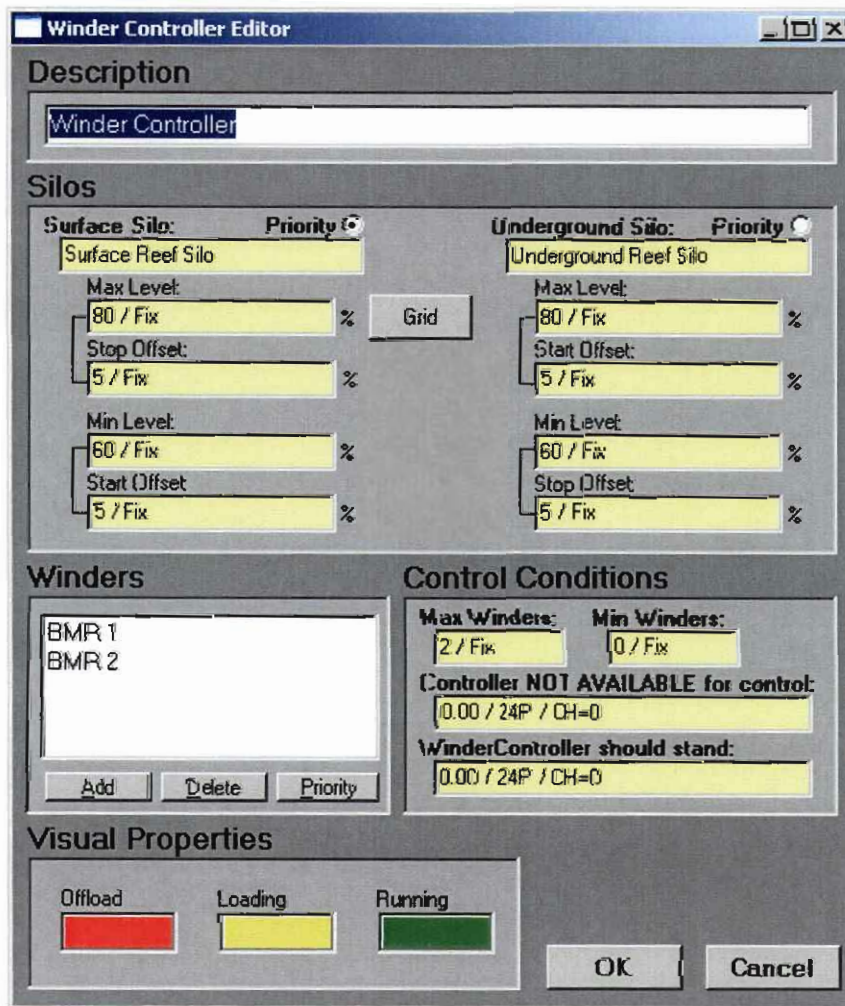 Winder Controller Editor
Description
Winder Controller
Silos
Surface Silo: Priority
Surface Reef Silo
Max Level:
80 / Fix %
Stop Offset:
5 / Fix %
Min Level:
60 / Fix %
Start Offset
5 / Fix %
Grid
Underground Silo: Priority
Underground Reef Silo
Max Level:
80 / Fix %
Start Offset:
5 / Fix %
Min Level:
60 / Fix %
Stop Offset
5 / Fix %
Winders
BMR 1
BMR 2
Add Delete Priority
Control Conditions
Max Winders: Min Winders:
2 / Fix 0 / Fix
Controller NOT AVAILABLE for control:
0.00 / 24P / CH=0
WinderController should stand:
0.00 / 24P / CH=0
Visual Properties
Offload Loading Running
OK Cancel